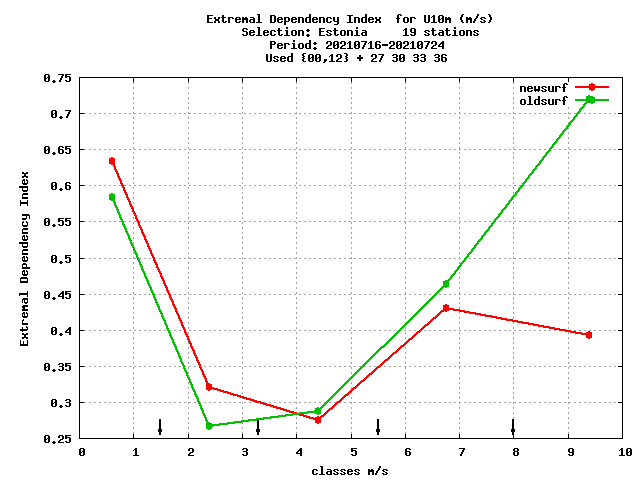 Extremal Dependency Index  for U10m (m/s)
Selection: Estonia     19 stations
Period: 20210716-20210724
Used {00,12} + 27 30 33 36
newsurf
oldsurf
0.75
0.7
0.65
0.6
0.55
0.5
0.45
0.4
0.35
0.3
0.25
Extremal Dependency Index
0 1 2 3 4 5 6 7 8 9 10
classes m/s